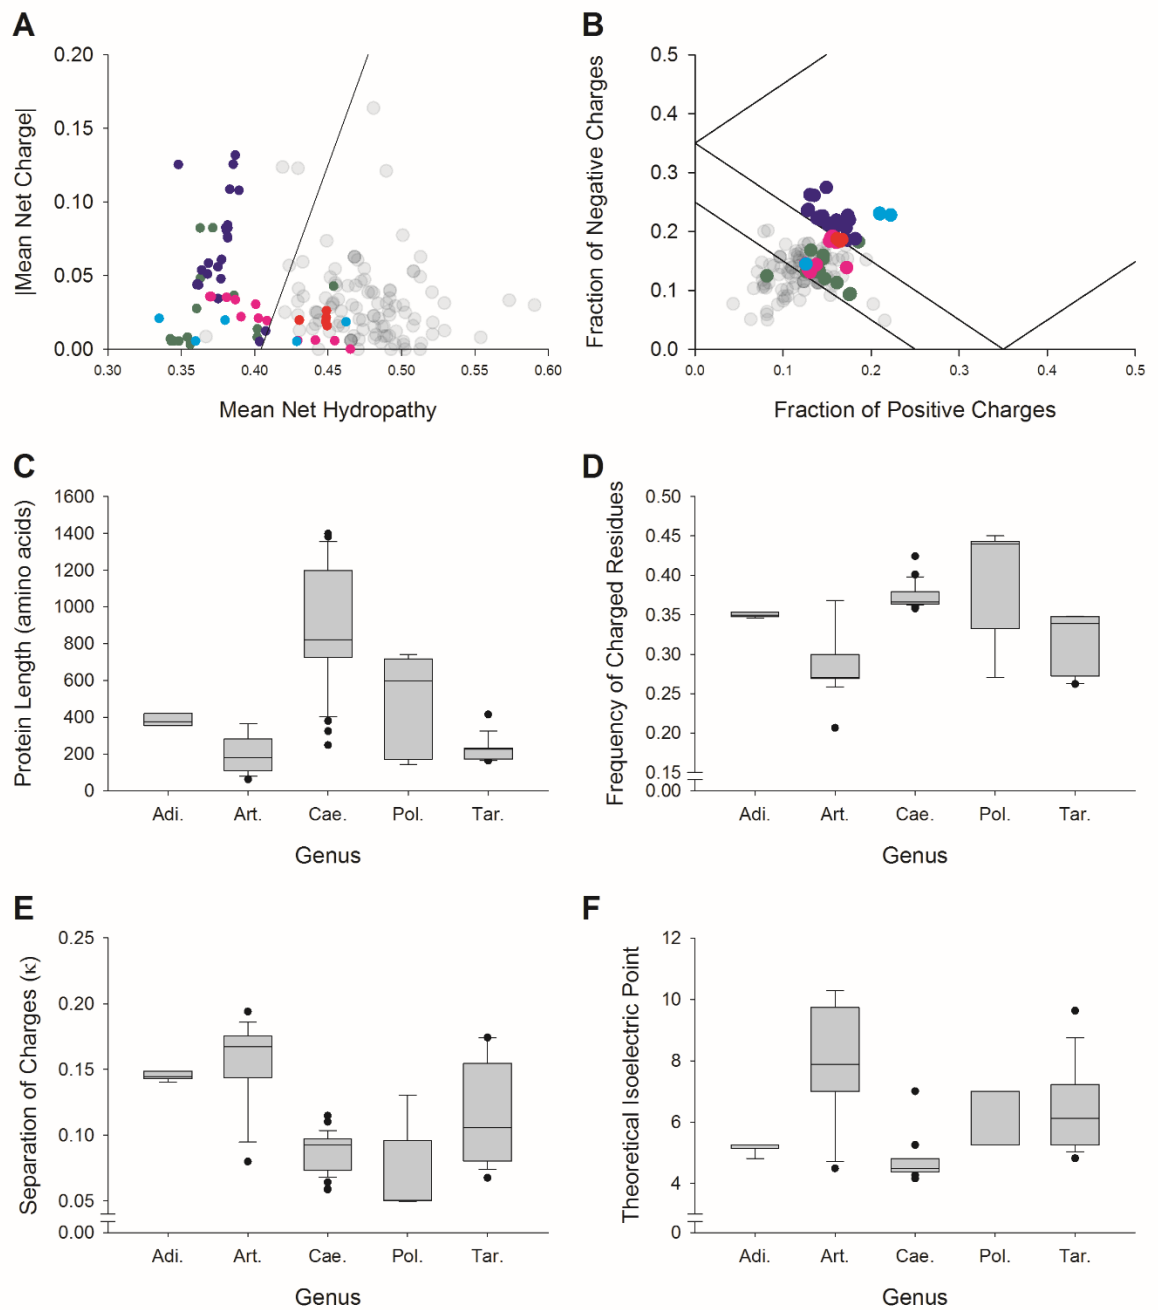 A
|Mean Net Charge|
0.20
0.15
0.10
0.05
0.00
0.30 0.35 0.40 0.45 0.50 0.55 0.60
Mean Net Hydropathy
B
Fraction of Negative Charges
0.5
0.4
0.3
0.2
0.1
0.0
0.0 0.1 0.2 0.3 0.4 0.5
Fraction of Positive Charges
C
Protein Length (amino acids)
1600
1400
1200
1000
800
600
400
200
0
Adi. Art. Cae. Pol. Tar.
Genus
D
Frequency of Charged Residues
0.50
0.45
0.40
0.35
0.30
0.25
0.20
0.15
0.00
Adi. Art. Cae. Pol. Tar.
Genus
E
Separation of Charges (κ)
0.25
0.20
0.15
0.10
0.05
0.00
Adi. Art. Cae. Pol. Tar.
Genus
F
Theoretical Isoelectric Point
12
10
8
6
4
0
Adi. Art. Cae. Pol. Tar.
Genus